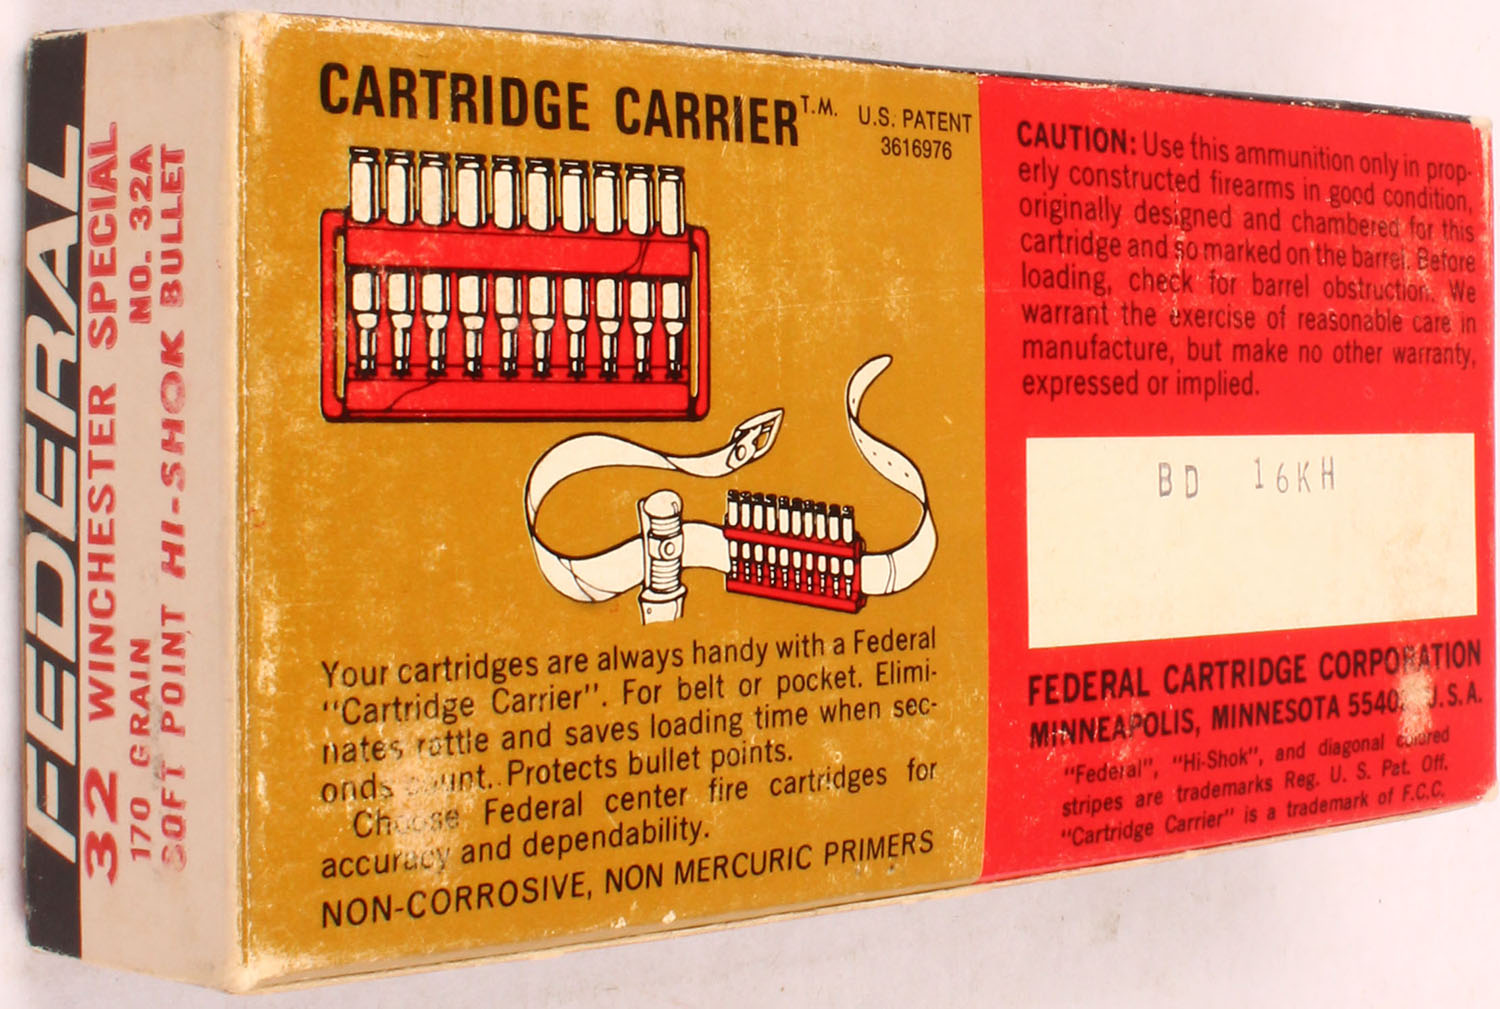 FEDERAL
32 WINCHESTER SPECIAL
170 GRAIN NO. 32A
SOFT POINT HI-SHOK BULLET
CARTRIDGE CARRIER T.M.
U.S. PATENT
3616976
Your cartridges are always handy with a Federal
"Cartridge Carrier". For belt or pocket. Elimi-
nates rattle and saves loading time when sec-
onds Protects bullet points.
Choose Federal center fire cartridges for
accuracy and dependability.
NON-CORROSIVE, NON MERCURIC PRIMERS
CAUTION: Use this ammunition only in prop-
erly constructed firearms in good condition,
originally designed and chambered for this
cartridge and so marked on the barrel. Before
loading, check for barrel obstruction. We
warrant the exercise of reasonable care in
manufacture, but make no other warranty,
expressed or implied.
BD 16KH
FEDERAL CARTRIDGE CORPORATION
MINNEAPOLIS, MINNESOTA U.S.A.
"Federal", "Hi-Shok", and diagonal colored
stripes are trademarks Reg. U. S. Pat. Off.
"Cartridge Carrier" is a trademark of F.C.C.